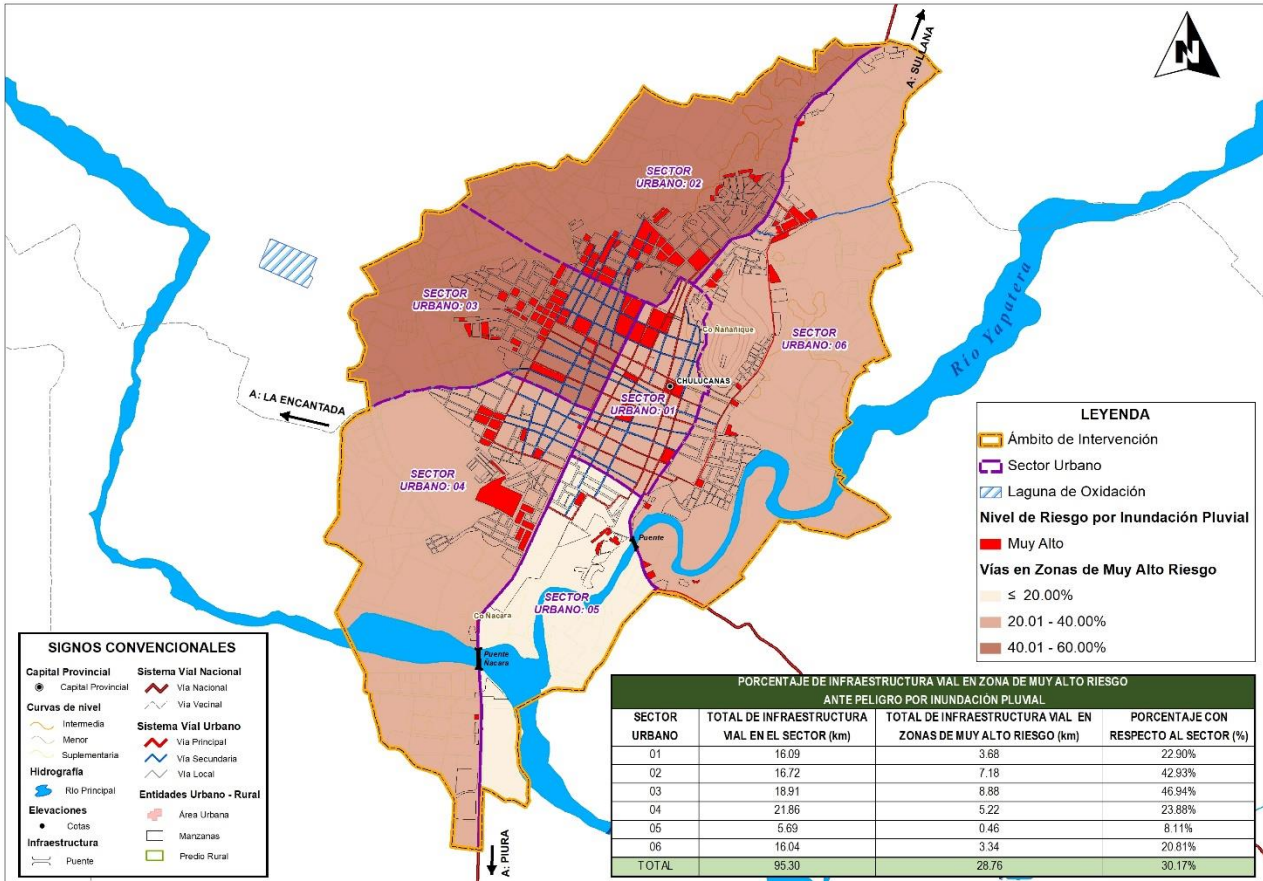 A: SULLANA
N
SECTOR
URBANO: 02
SECTOR
URBANO: 03
Co Ñañañique
SECTOR
URBANO: 06
Río Yapatera
CHULUCANAS
SECTOR
URBANO: 01
A: LA ENCANTADA
SECTOR
URBANO: 04
Puente
SECTOR
URBANO: 05
Co Ñacara
Puente
Ñacara
A: PIURA
LEYENDA
Ámbito de Intervención
Sector Urbano
Laguna de Oxidación
Nivel de Riesgo por Inundación Pluvial
Muy Alto
Vías en Zonas de Muy Alto Riesgo
≤ 20.00%
20.01 - 40.00%
40.01 - 60.00%
SIGNOS CONVENCIONALES
Capital Provincial
Capital Provincial
Curvas de nivel
Intermedia
Menor
Suplementaria
Hidrografía
Río Principal
Elevaciones
Cotas
Infraestructura
Puente
Sistema Víal Nacional
Vía Nacional
Vía Vecinal
Sistema Víal Urbano
Vía Principal
Vía Secundaria
Vía Local
Entidades Urbano - Rural
Área Urbana
Manzanas
Predio Rural
PORCENTAJE DE INFRAESTRUCTURA VIAL EN ZONA DE MUY ALTO RIESGO
ANTE PELIGRO POR INUNDACIÓN PLUVIAL
SECTOR URBANO TOTAL DE INFRAESTRUCTURA VIAL EN EL SECTOR (km) TOTAL DE INFRAESTRUCTURA VIAL EN ZONAS DE MUY ALTO RIESGO (km) PORCENTAJE CON RESPECTO AL SECTOR (%)
01 16.09 3.68 22.90%
02 16.72 7.18 42.93%
03 18.91 8.88 46.94%
04 21.86 5.22 23.88%
05 5.69 0.46 8.11%
06 16.04 3.34 20.81%
TOTAL 95.30 28.76 30.17%